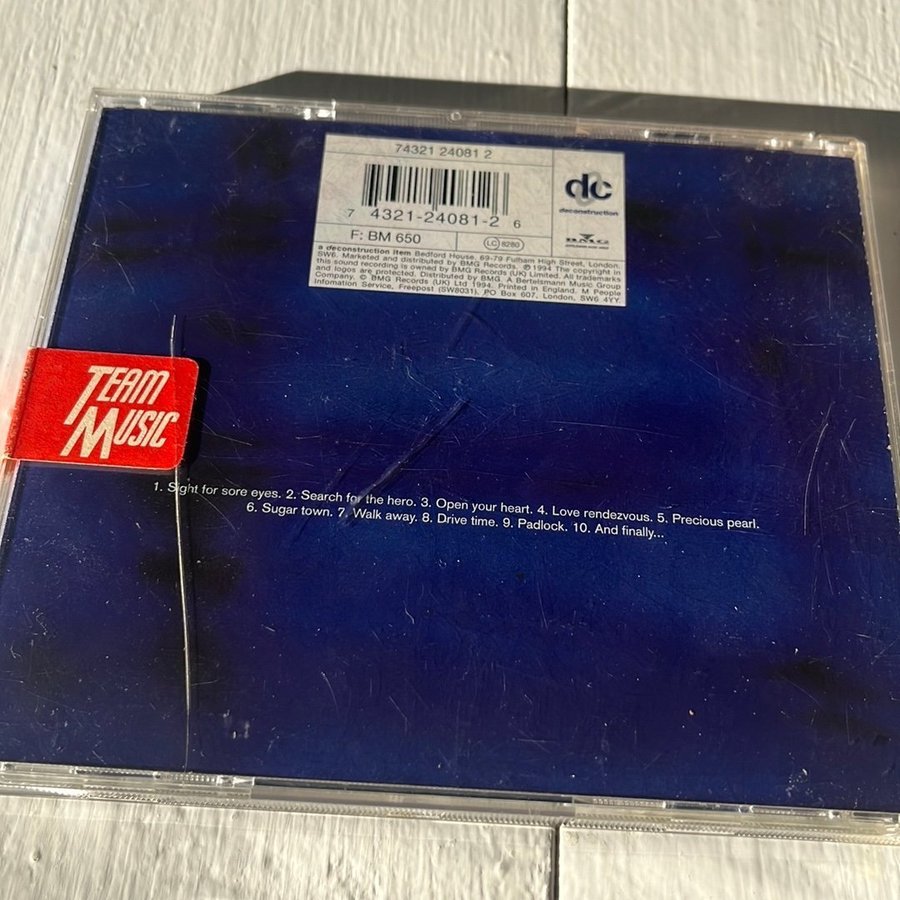 74321 24081 2
7 4321-24081-2 6
F: BM 650
LC 8280
dc
deconstruction
BMG
a deconstruction item Bedford House, 69-79 Fulham High Street, London,
SW6. Marketed and distributed by BMG Records. ℗ 1994 The copyright in
this sound recording is owned by BMG Records (UK) Limited. All trademarks
and logos are protected. Distributed by BMG. A Bertelsmann Music Group
Company. © BMG Records (UK) Ltd 1994. Printed in England. M People
Infomation Service, Freepost (SW8031), PO Box 607, London, SW6 4YY.
TEAM
MUSIC
1. Sight for sore eyes. 2. Search for the hero. 3. Open your heart. 4. Love rendezvous. 5. Precious pearl.
6. Sugar town. 7. Walk away. 8. Drive time. 9. Padlock. 10. And finally...